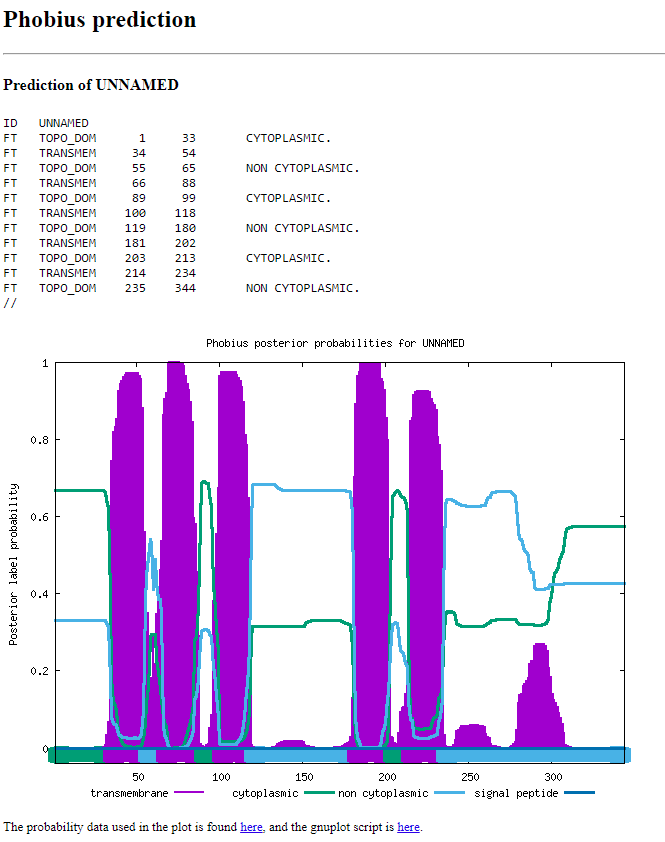 Phobius prediction
Prediction of UNNAMED
ID UNNAMED
FT TOPO_DOM 1 33 CYTOPLASMIC.
FT TRANSMEM 34 54
FT TOPO_DOM 55 65 NON CYTOPLASMIC.
FT TRANSMEM 66 88
FT TOPO_DOM 89 99 CYTOPLASMIC.
FT TRANSMEM 100 118
FT TOPO_DOM 119 180 NON CYTOPLASMIC.
FT TRANSMEM 181 202
FT TOPO_DOM 203 213 CYTOPLASMIC.
FT TRANSMEM 214 234
FT TOPO_DOM 235 344 NON CYTOPLASMIC.
//
Phobius posterior probabilities for UNNAMED
1
0.8
0.6
0.4
0.2
0
Posterior label probability
50 100 150 200 250 300
transmembrane cytoplasmic non cytoplasmic signal peptide
The probability data used in the plot is found here, and the gnuplot script is here.